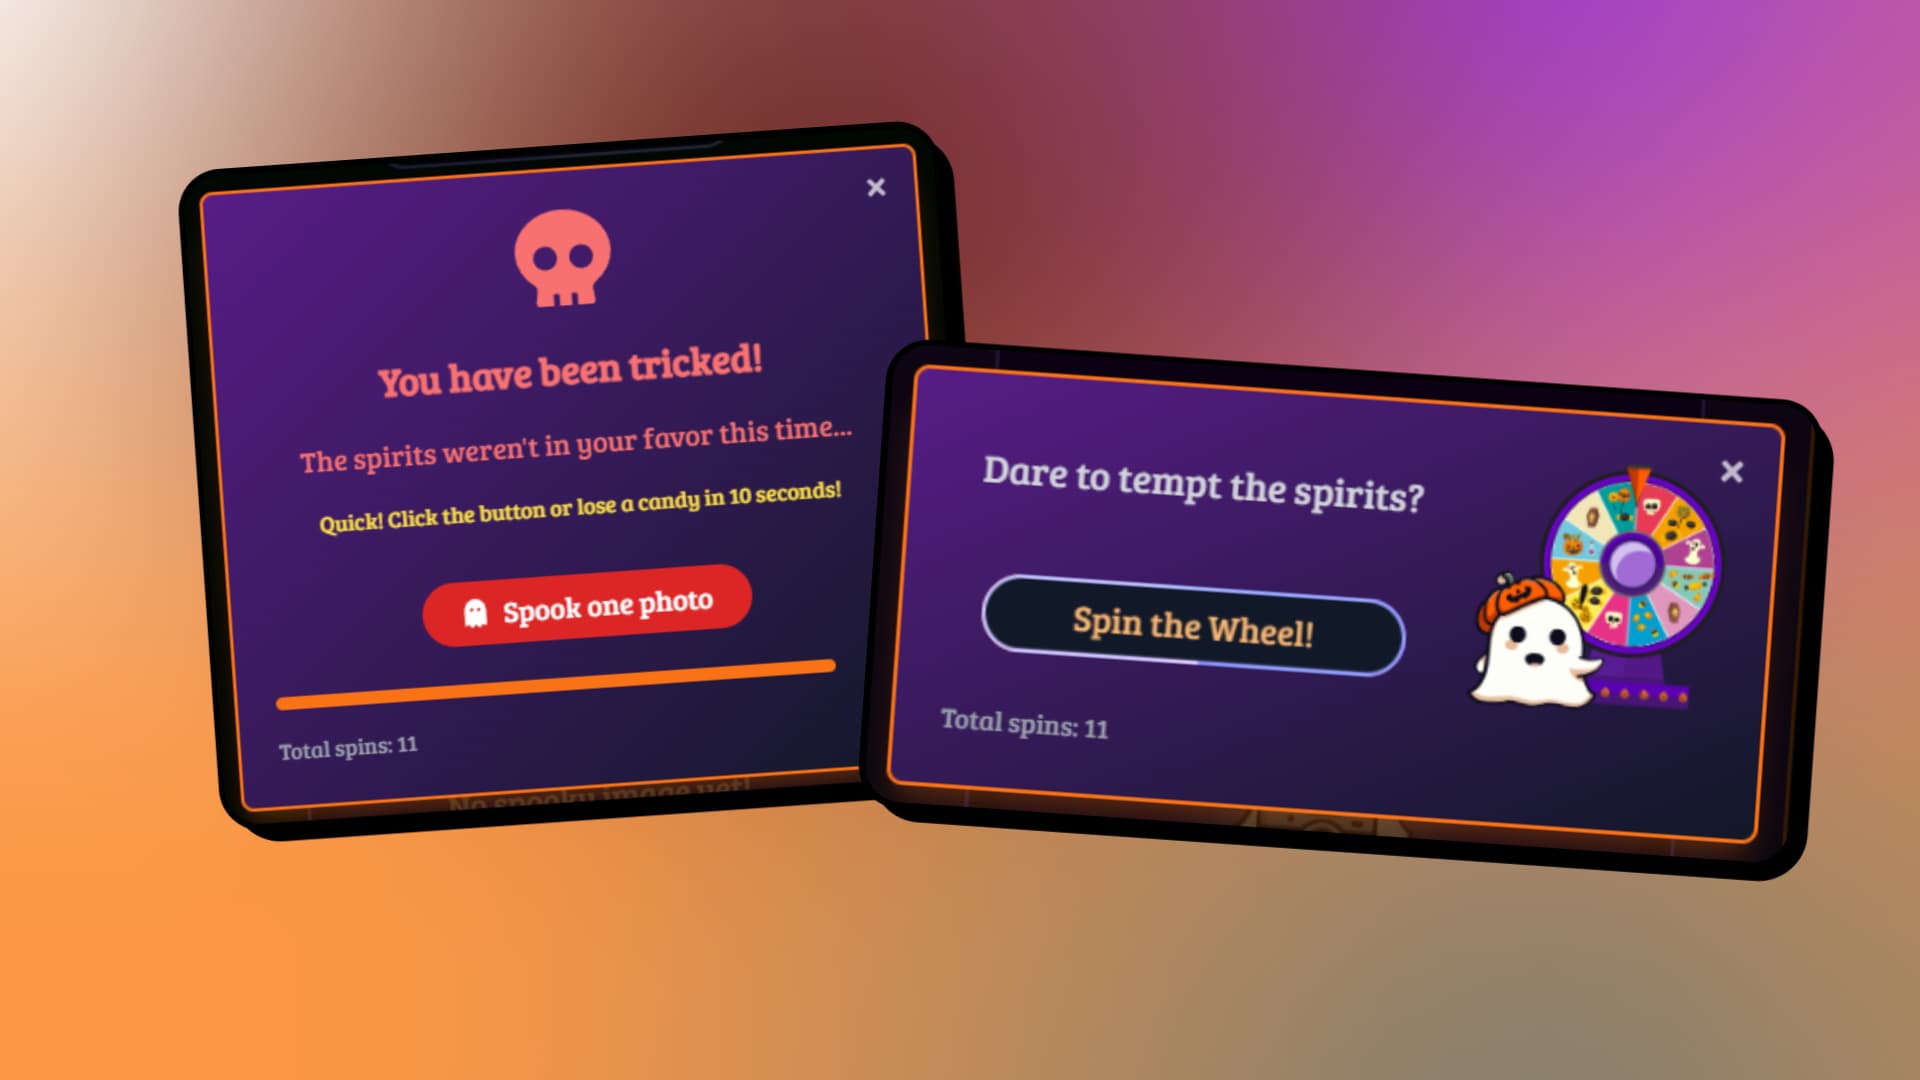 You have been tricked!
The spirits weren't in your favor this time...
Quick! Click the button or lose a candy in 10 seconds!
Spook one photo
Total spins: 11
No spooky image yet!
Dare to tempt the spirits?
Spin the Wheel!
Total spins: 11